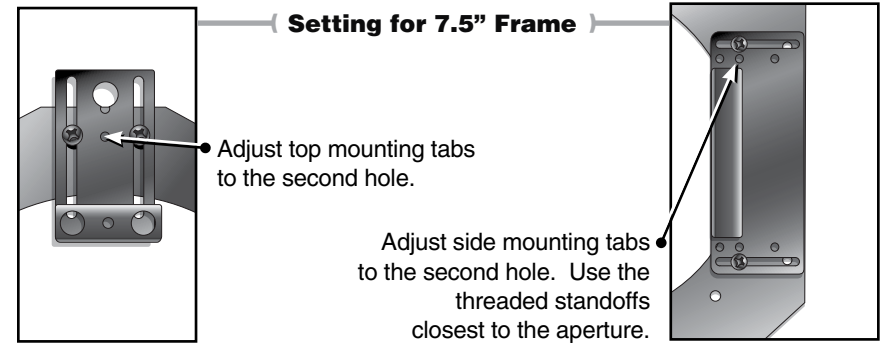 Setting for 7.5” Frame
Adjust top mounting tabs
to the second hole.
Adjust side mounting tabs
to the second hole.  Use the
threaded standoffs
closest to the aperture.